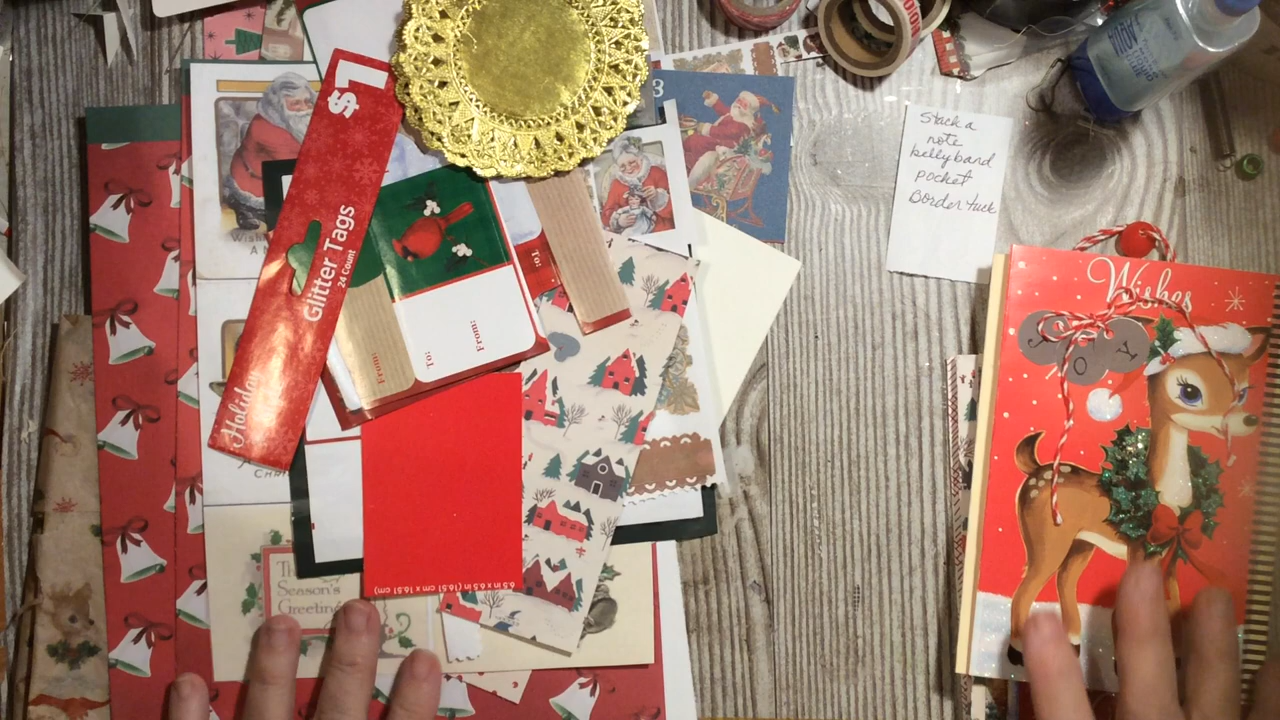 $1
Glitter Tags
24 Count
Holiday
From:
To:
From:
To:
3
Season's
Greetings
6.5 in x 6.5 in (16.51 cm x 16.51 cm)
Stack a
note
bellyband
pocket
Border tuck
Wishes
JOY